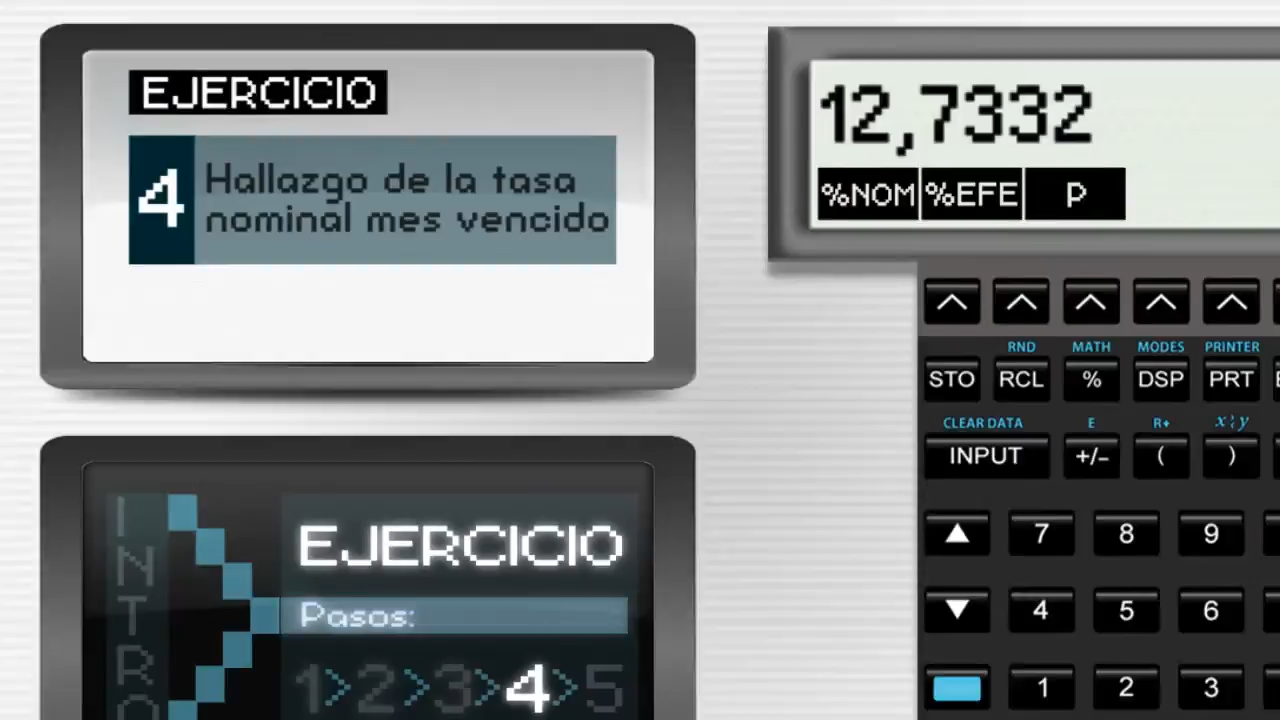 EJERCICIO
4 Hallazgo de la tasa
nominal mes vencido
12,7332
%NOM %EFE P
RND MATH MODES PRINTER
STO RCL % DSP PRT
CLEAR DATA E
INPUT +/- ( )
7 8 9
4 5 6
1 2 3
INTRO
EJERCICIO
Pasos:
1>2>3>4>5